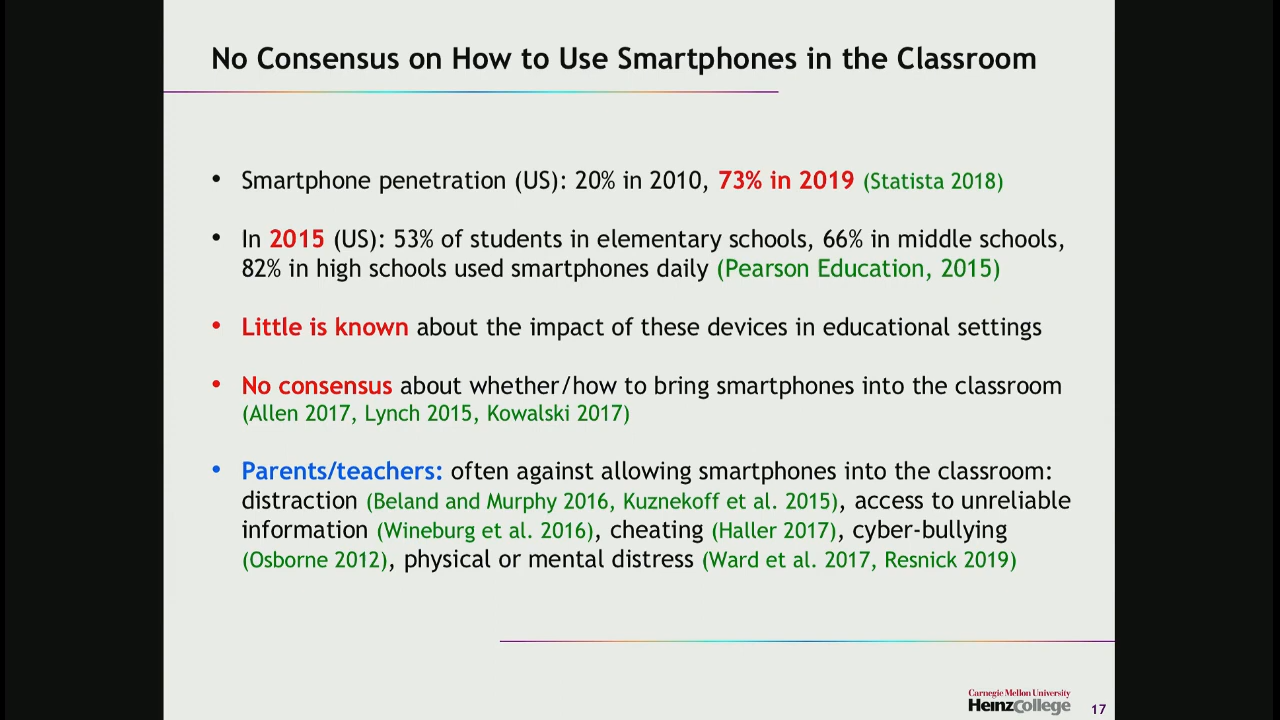 No Consensus on How to Use Smartphones in the Classroom
• Smartphone penetration (US): 20% in 2010, 73% in 2019 (Statista 2018)
• In 2015 (US): 53% of students in elementary schools, 66% in middle schools,
82% in high schools used smartphones daily (Pearson Education, 2015)
• Little is known about the impact of these devices in educational settings
• No consensus about whether/how to bring smartphones into the classroom
(Allen 2017, Lynch 2015, Kowalski 2017)
• Parents/teachers: often against allowing smartphones into the classroom:
distraction (Beland and Murphy 2016, Kuznekoff et al. 2015), access to unreliable
information (Wineburg et al. 2016), cheating (Haller 2017), cyber-bullying
(Osborne 2012), physical or mental distress (Ward et al. 2017, Resnick 2019)
Carnegie Mellon University
HeinzCollege
17